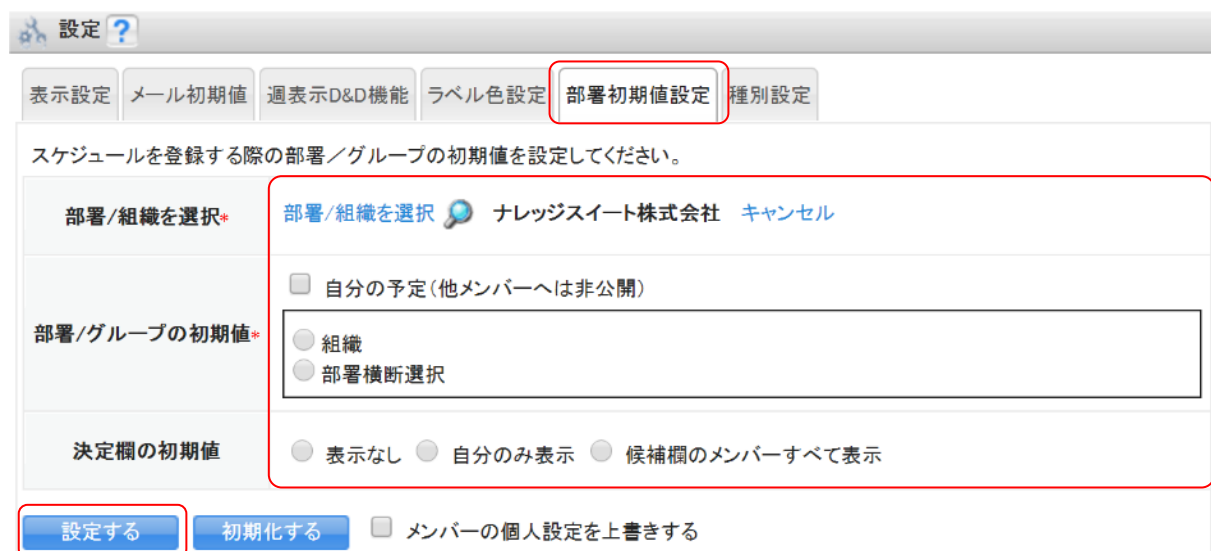 設定 ?
表示設定 メール初期値 週表示D&D機能 ラベル色設定 部署初期値設定 種別設定
スケジュールを登録する際の部署／グループの初期値を設定してください。
部署/組織を選択* 部署/組織を選択 ナレッジスイート株式会社 キャンセル
自分の予定(他メンバーへは非公開)
部署/グループの初期値*
組織
部署横断選択
決定欄の初期値 表示なし 自分のみ表示 候補欄のメンバーすべて表示
設定する 初期化する メンバーの個人設定を上書きする